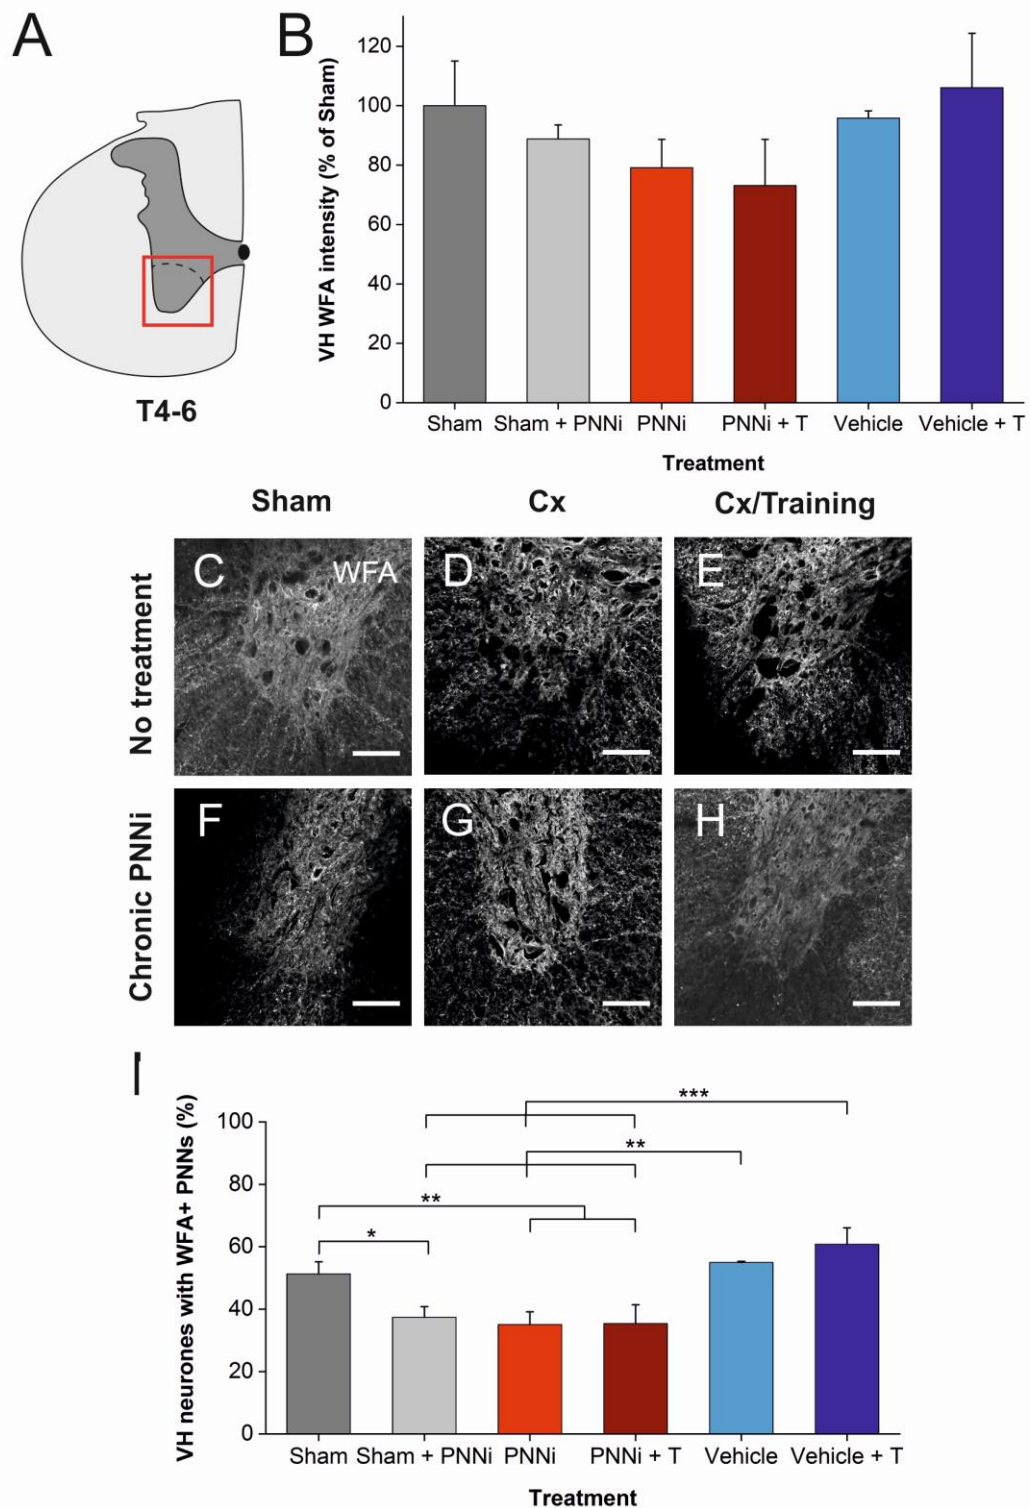 A
T4-6
B
VH WFA intensity (% of Sham)
120
100
80
60
40
20
0
Sham
Sham + PNNi
PNNi
PNNi + T
Vehicle
Vehicle + T
Treatment
Sham
Cx
Cx/Training
No treatment
C
WFA
D
E
Chronic PNNi
F
G
H
I
VH neurones with WFA+ PNNs (%)
100
80
60
40
20
0
***
**
**
*
Sham
Sham + PNNi
PNNi
PNNi + T
Vehicle
Vehicle + T
Treatment